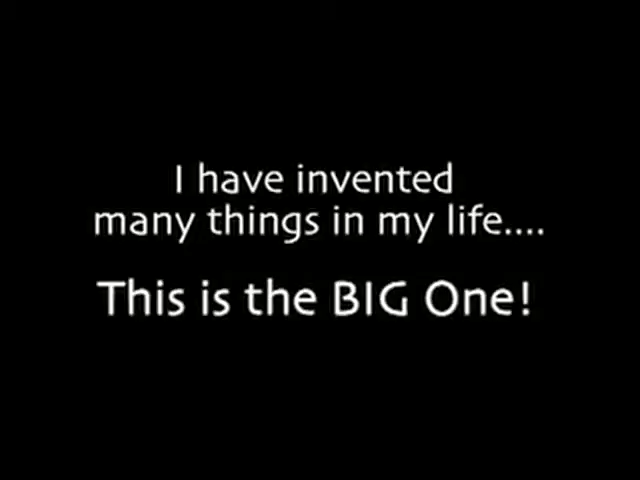 I have invented
many things in my life....
This is the BIG One!